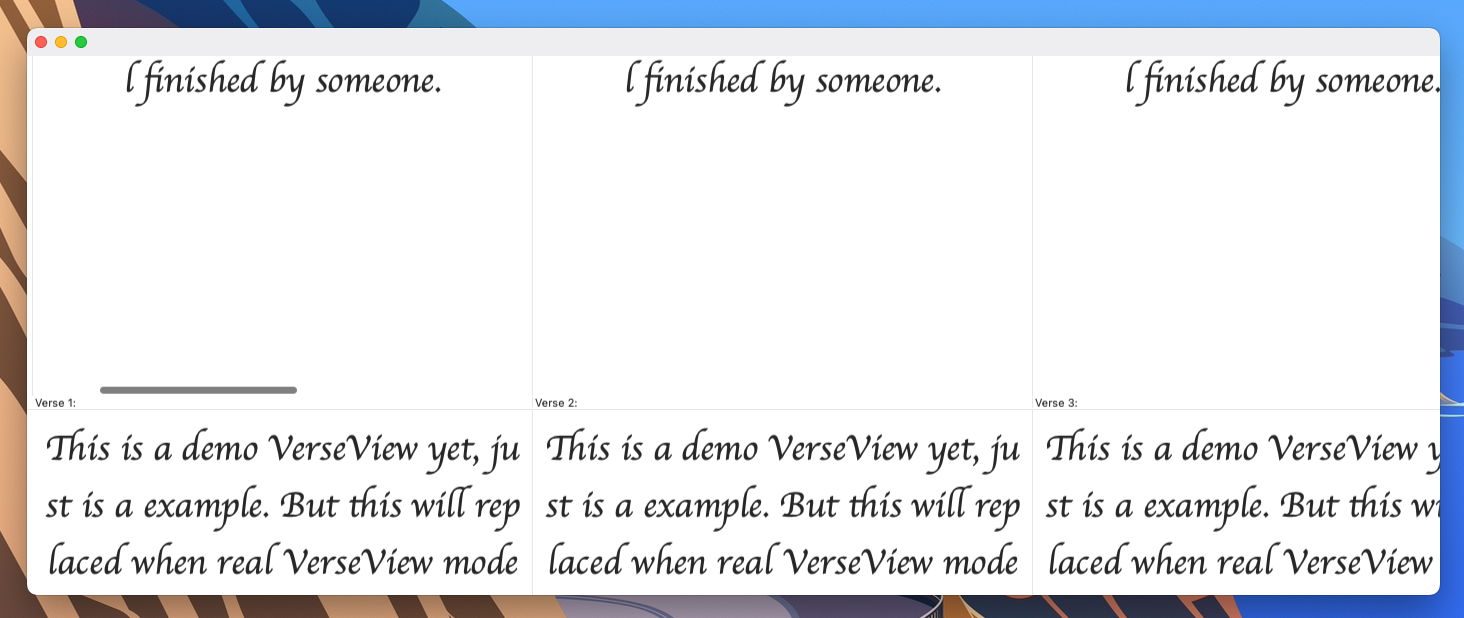 l finished by someone.
l finished by someone.
l finished by someone.
Verse 1:
Verse 2:
Verse 3:
This is a demo VerseView yet, ju
st is a example. But this will rep
laced when real VerseView mode
This is a demo VerseView yet, ju
st is a example. But this will rep
laced when real VerseView mode
This is a demo VerseView y
st is a example. But this wi
laced when real VerseView